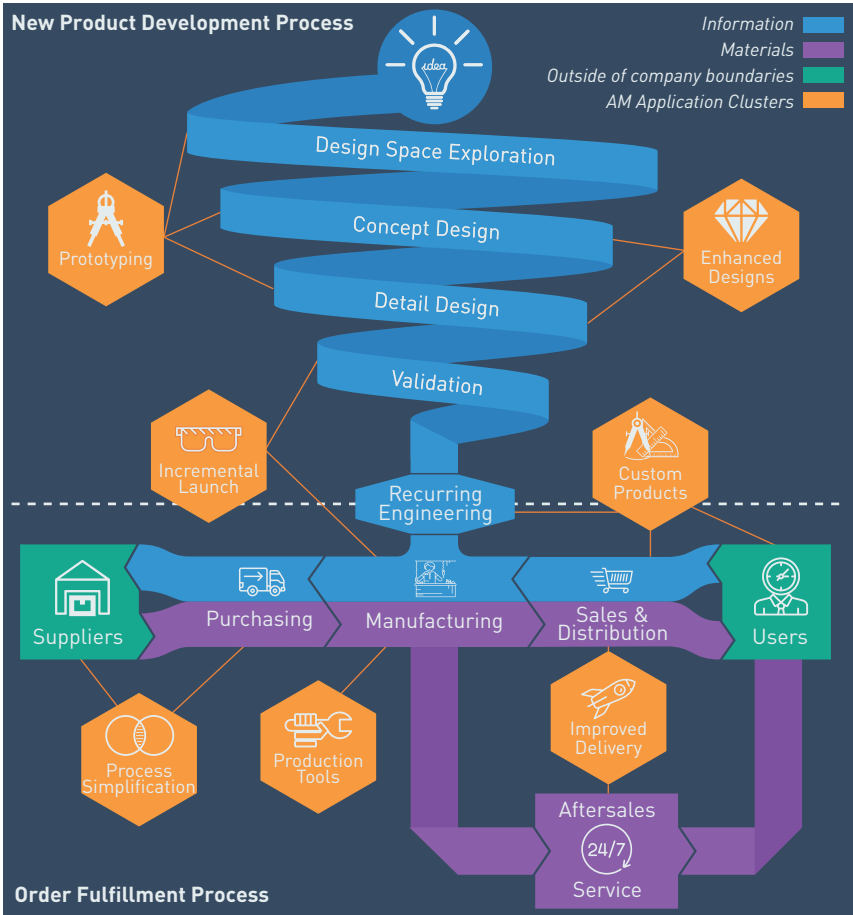 New Product Development Process
Information
Materials
Outside of company boundaries
AM Application Clusters
idea
Design Space Exploration
Concept Design
Detail Design
Validation
Prototyping
Enhanced
Designs
Incremental
Launch
Custom
Products
Recurring
Engineering
Suppliers
Purchasing
Manufacturing
Sales &
Distribution
Users
Process
Simplification
Production
Tools
Improved
Delivery
Aftersales
24/7
Service
Order Fulfillment Process